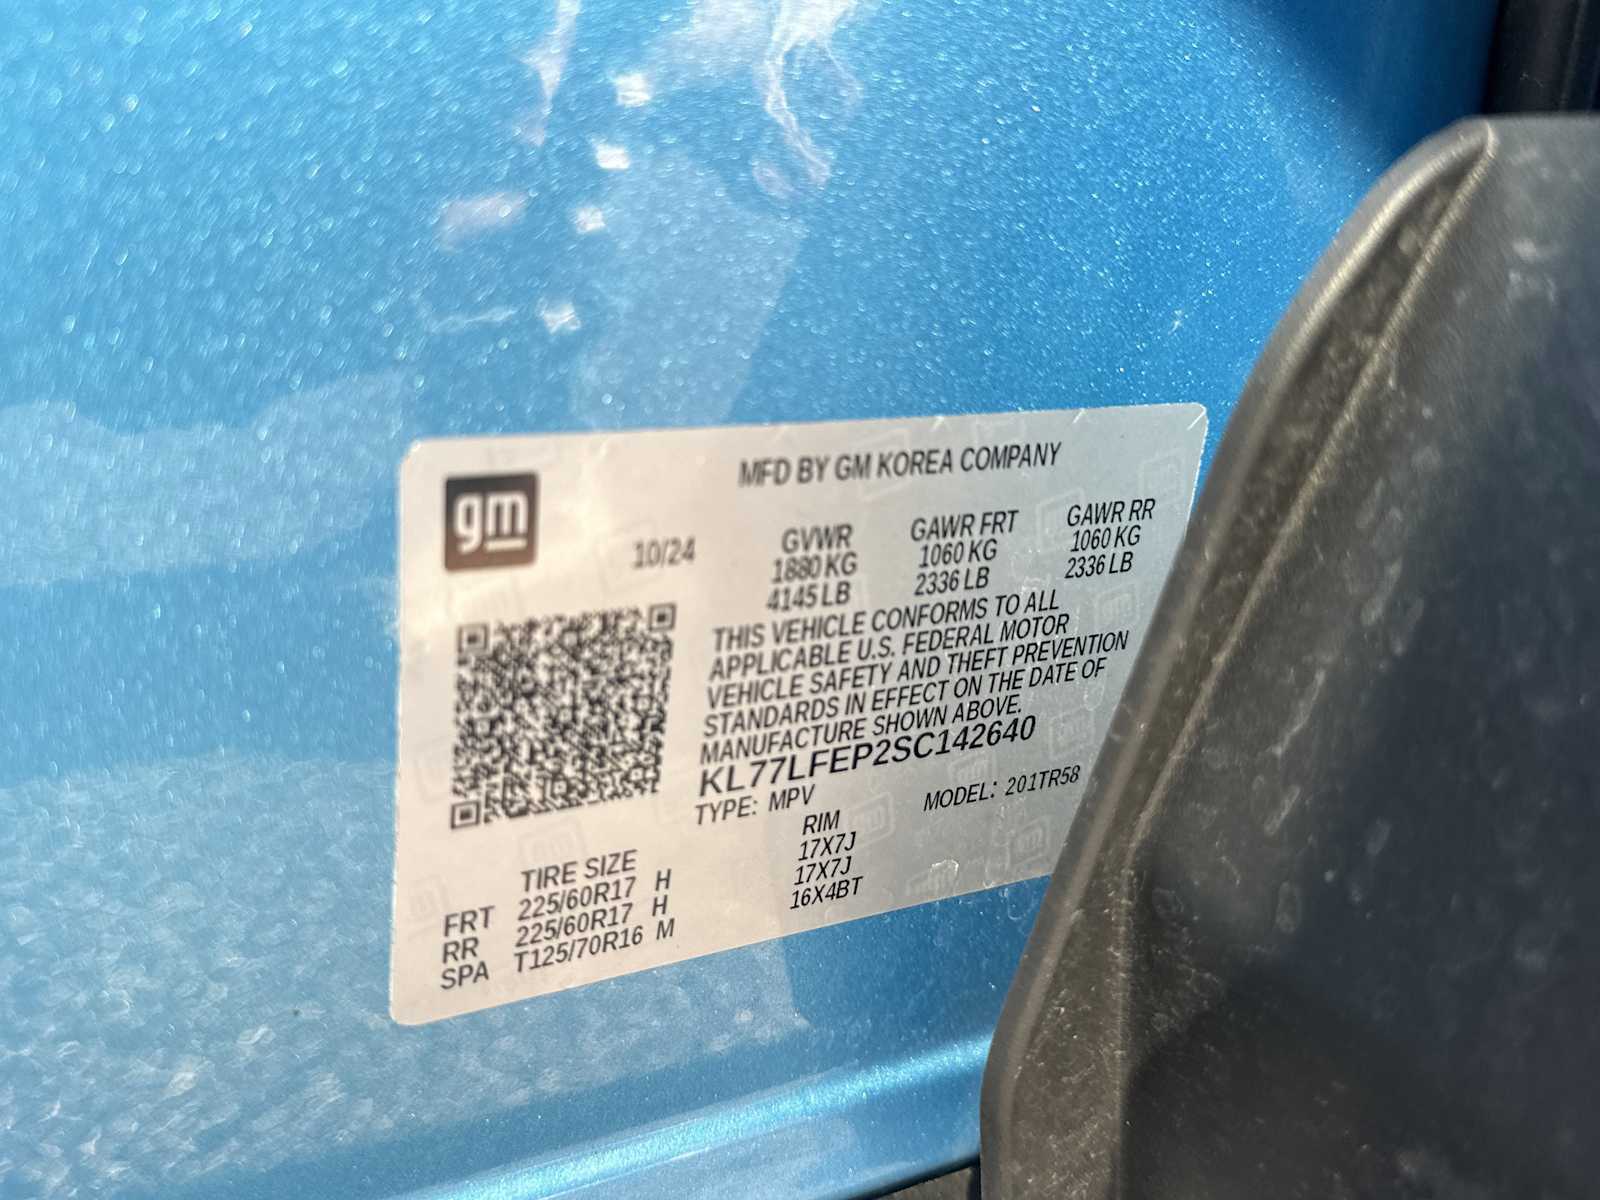 gm
MFD BY GM KOREA COMPANY
10/24
GVWR GAWR FRT GAWR RR
1880 KG 1060 KG 1060 KG
4145 LB 2336 LB 2336 LB
THIS VEHICLE CONFORMS TO ALL
APPLICABLE U.S. FEDERAL MOTOR
VEHICLE SAFETY AND THEFT PREVENTION
STANDARDS IN EFFECT ON THE DATE OF
MANUFACTURE SHOWN ABOVE.
KL77LFEP2SC142640
TYPE: MPV MODEL: 201TR58
TIRE SIZE RIM
FRT 225/60R17 H 17X7J
RR 225/60R17 H 17X7J
SPA T125/70R16 M 16X4BT